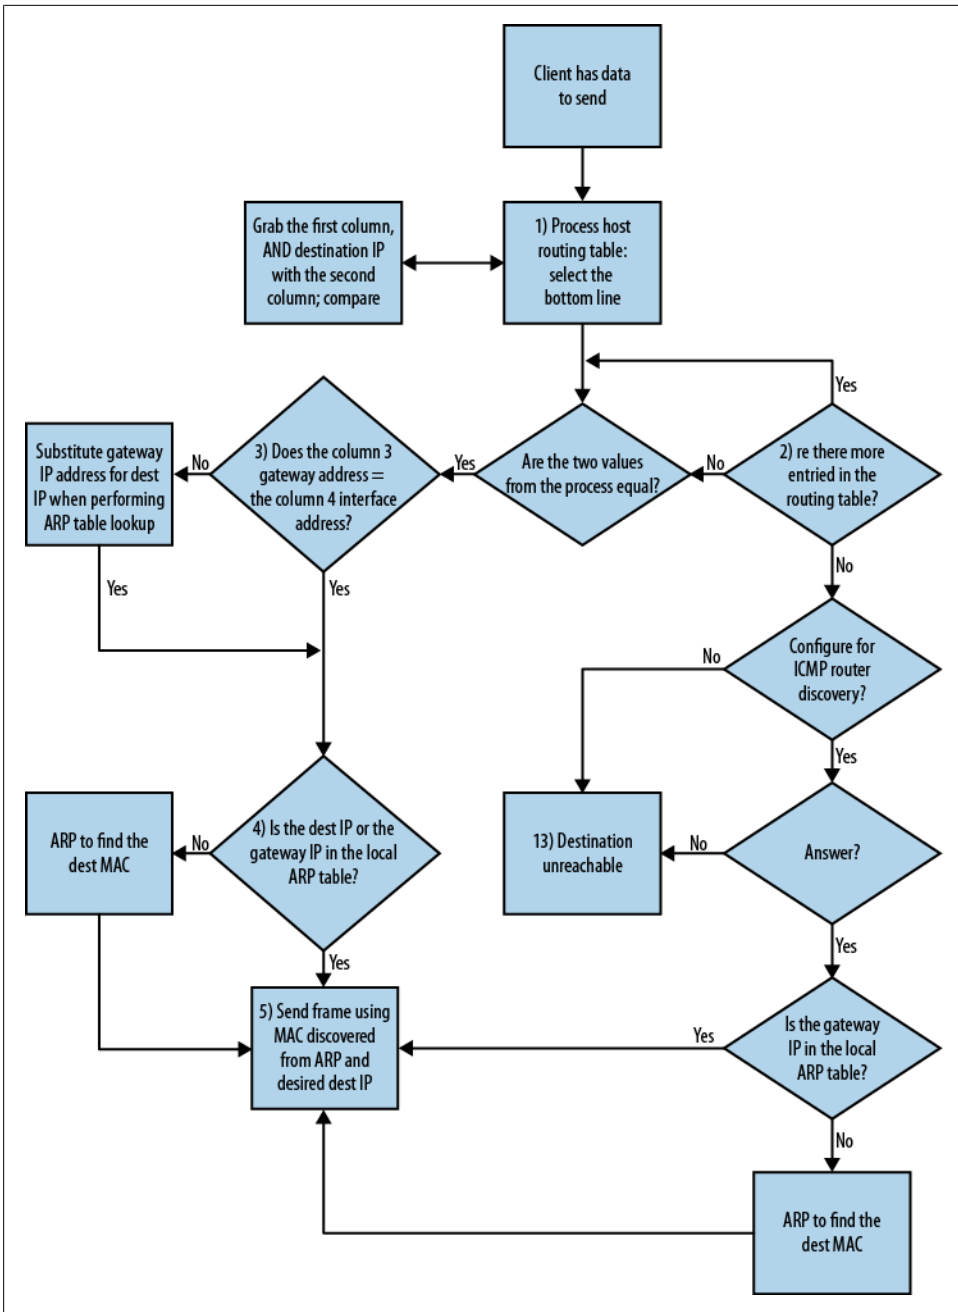 Client has data
to send
Grab the first column,
AND destination IP
with the second
column; compare
1) Process host
routing table:
select the
bottom line
Yes
Substitute gateway
IP address for dest
IP when performing
ARP table lookup
No
3) Does the column 3
gateway address =
the column 4 interface
address?
Yes
Are the two values
from the process equal?
No
2) re there more
entried in the
routing table?
Yes
Yes
No
No
Configure for
ICMP router
discovery?
Yes
ARP to find the
dest MAC
No
4) Is the dest IP or the
gateway IP in the local
ARP table?
13) Destination
unreachable
No
Answer?
Yes
Yes
5) Send frame using
MAC discovered
from ARP and
desired dest IP
Yes
Is the gateway
IP in the local
ARP table?
No
ARP to find the
dest MAC